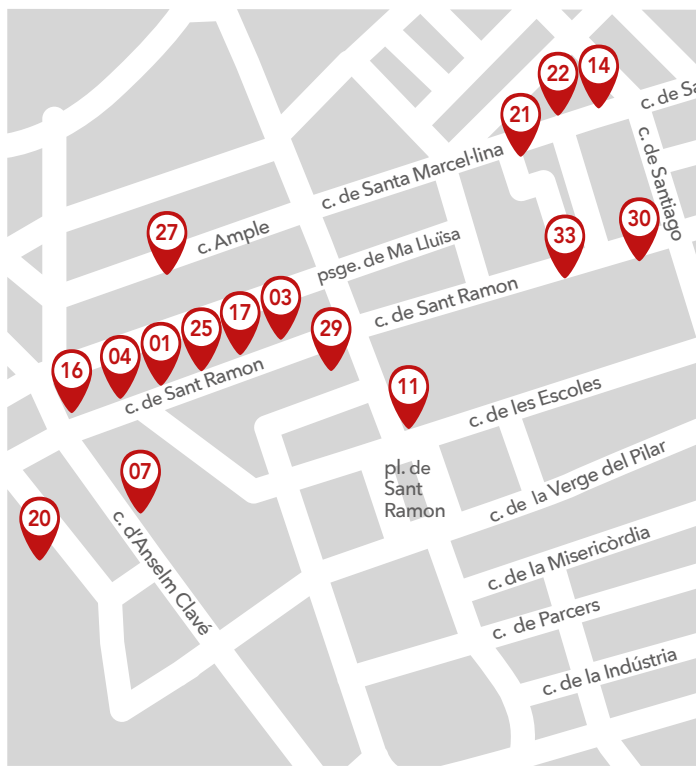 22
14
21
c. de Sa
c. de Santiago
c. de Santa Marcel·lina
27
c. Ample
30
33
psge. de Ma Lluïsa
03
17
25
01
04
16
29
c. de Sant Ramon
c. de Sant Ramon
11
c. de les Escoles
07
20
pl. de
Sant
Ramon
c. de la Verge del Pilar
c. d'Anselm Clavé
c. de la Misericòrdia
c. de Parcers
c. de la Indústria